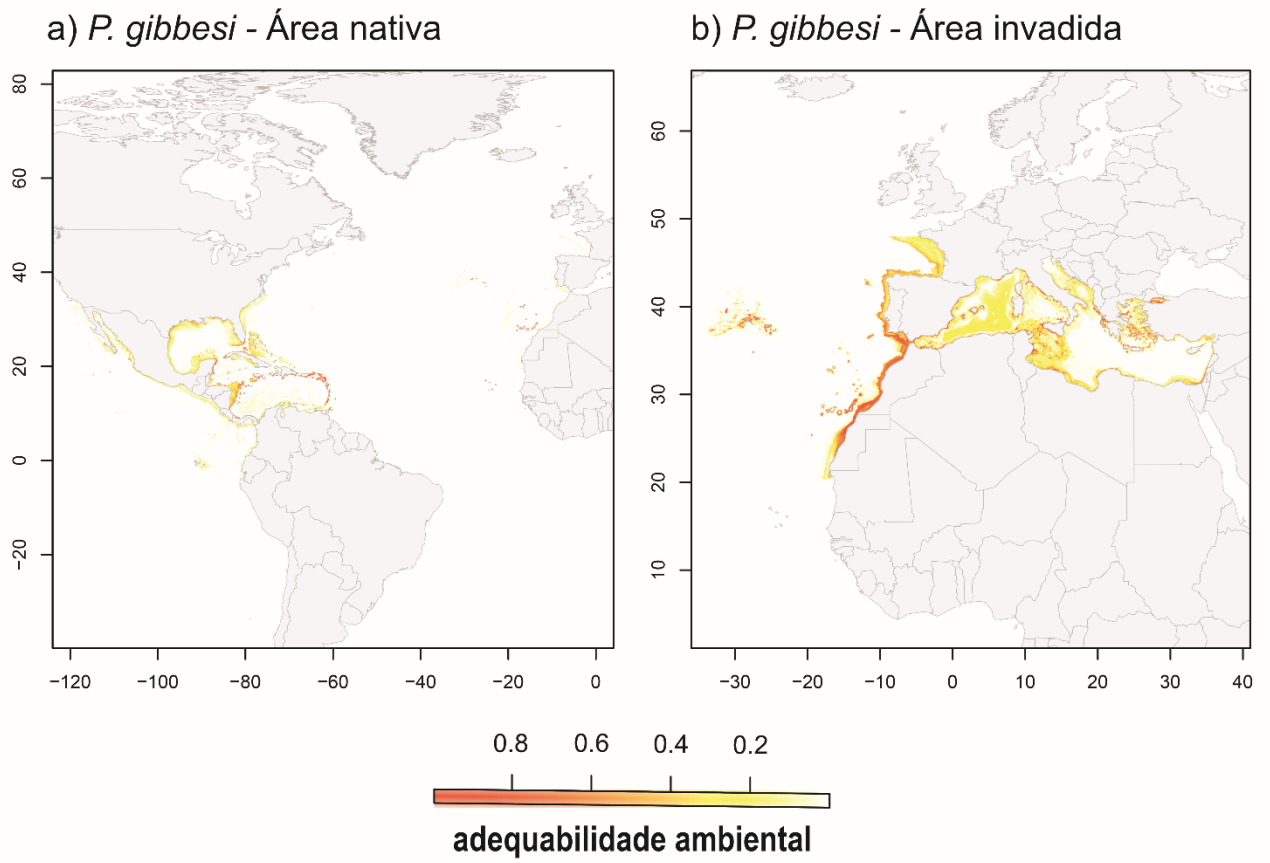 a) P. gibbesi - Área nativa
b) P. gibbesi - Área invadida
80
60
40
20
0
−20
−120 −100 −80 −60 −40 −20 0
60
50
40
30
20
10
−30 −20 −10 0 10 20 30 40
0.8 0.6 0.4 0.2
adequabilidade ambiental